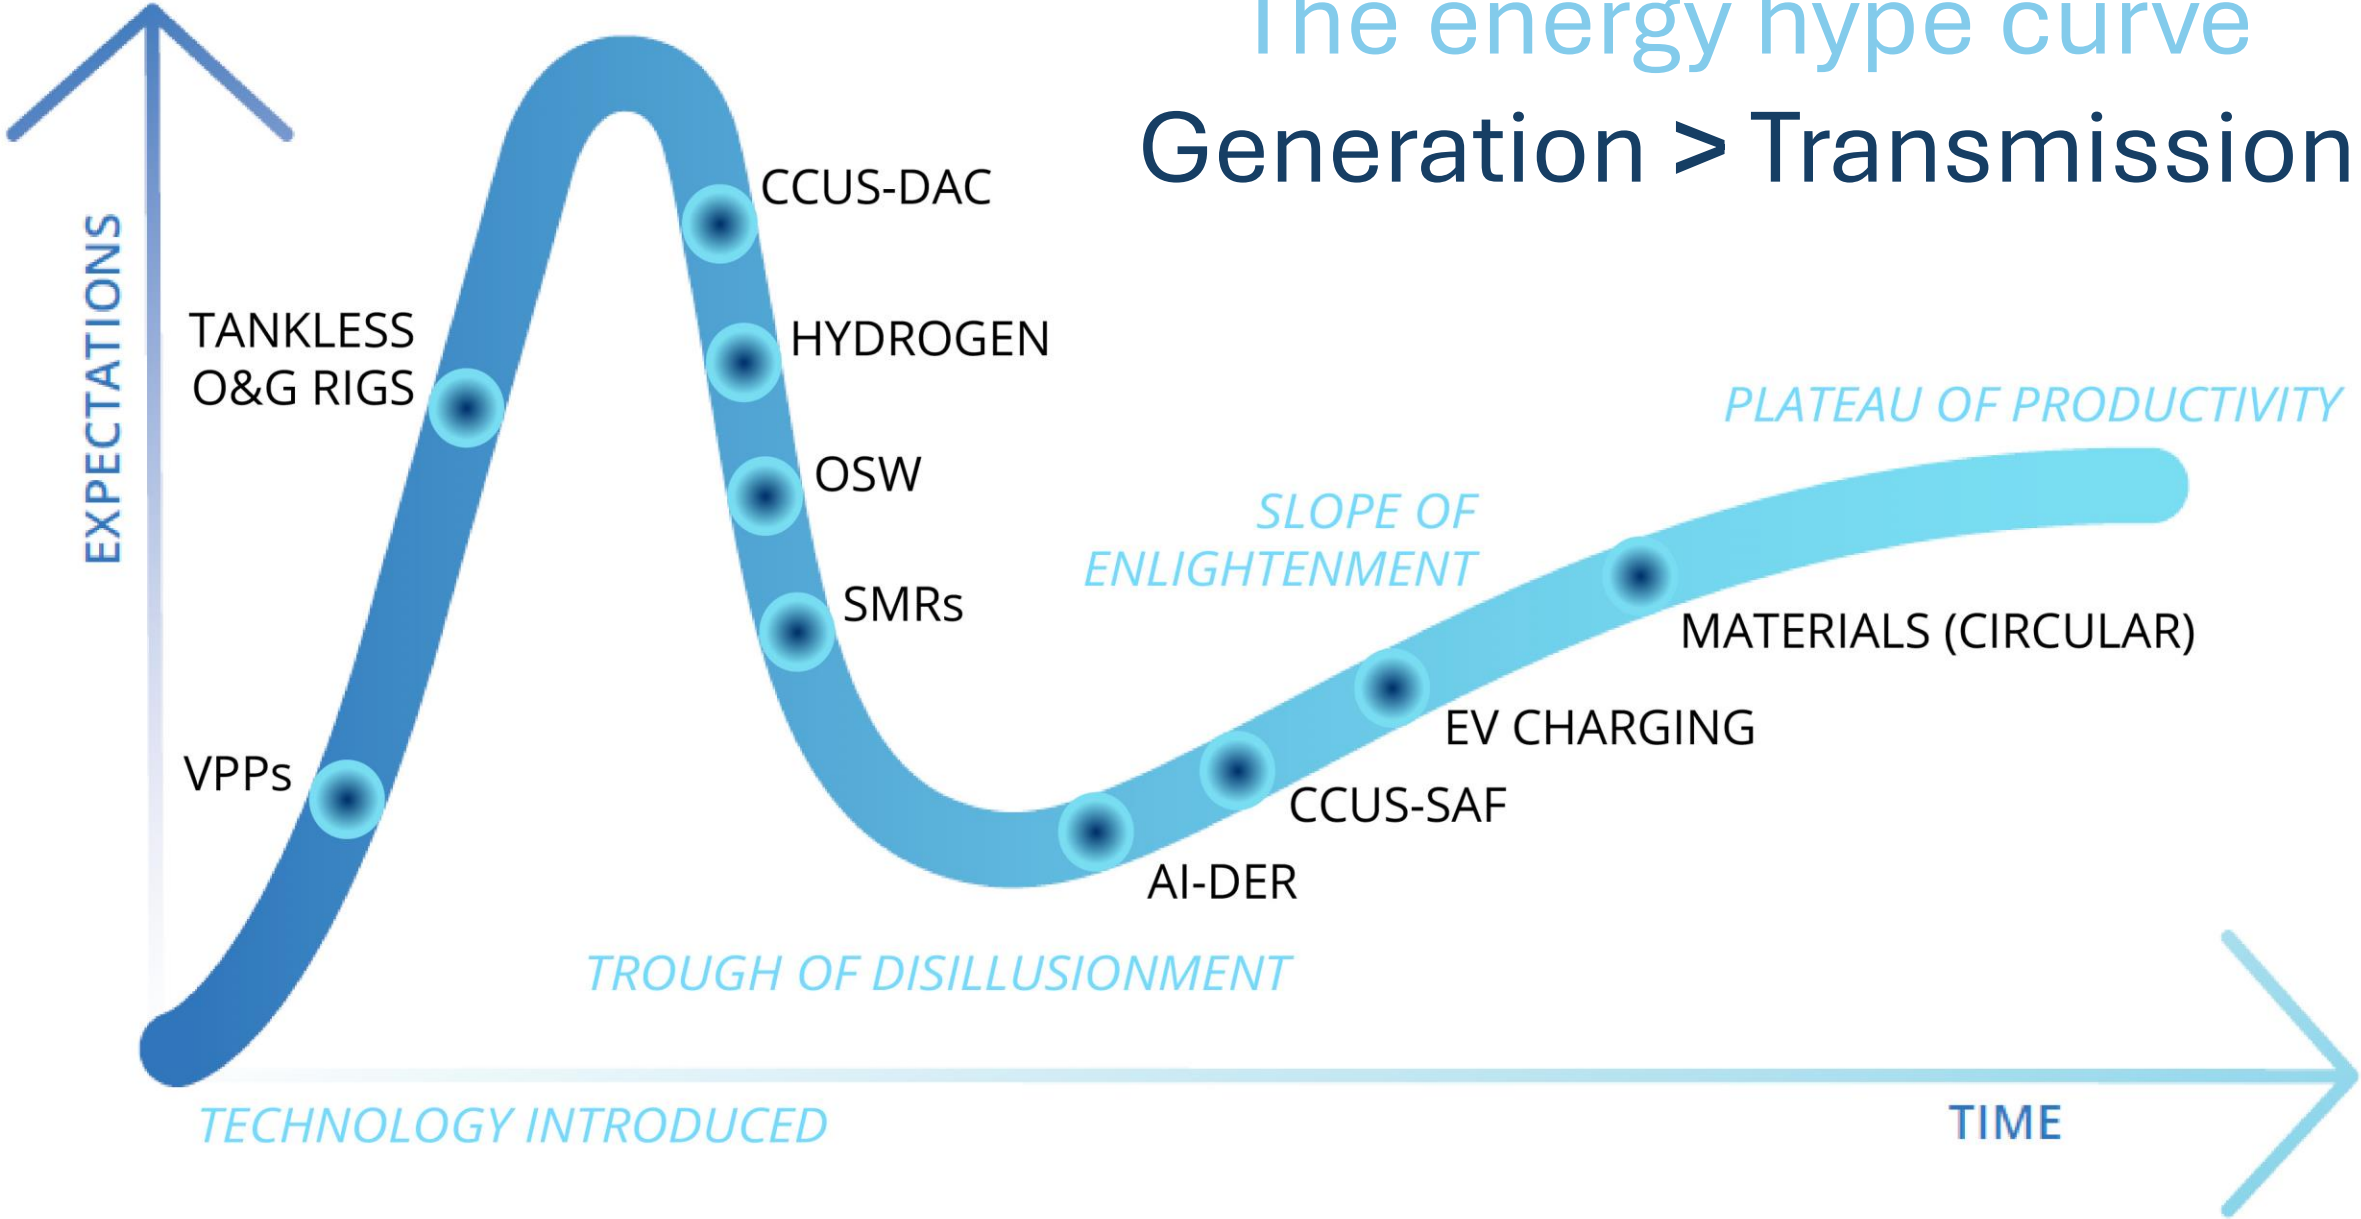 The energy hype curve
Generation > Transmission
EXPECTATIONS
CCUS-DAC
TANKLESS
O&G RIGS
HYDROGEN
OSW
SMRs
VPPs
PLATEAU OF PRODUCTIVITY
SLOPE OF
ENLIGHTENMENT
MATERIALS (CIRCULAR)
EV CHARGING
CCUS-SAF
AI-DER
TROUGH OF DISILLUSIONMENT
TECHNOLOGY INTRODUCED
TIME